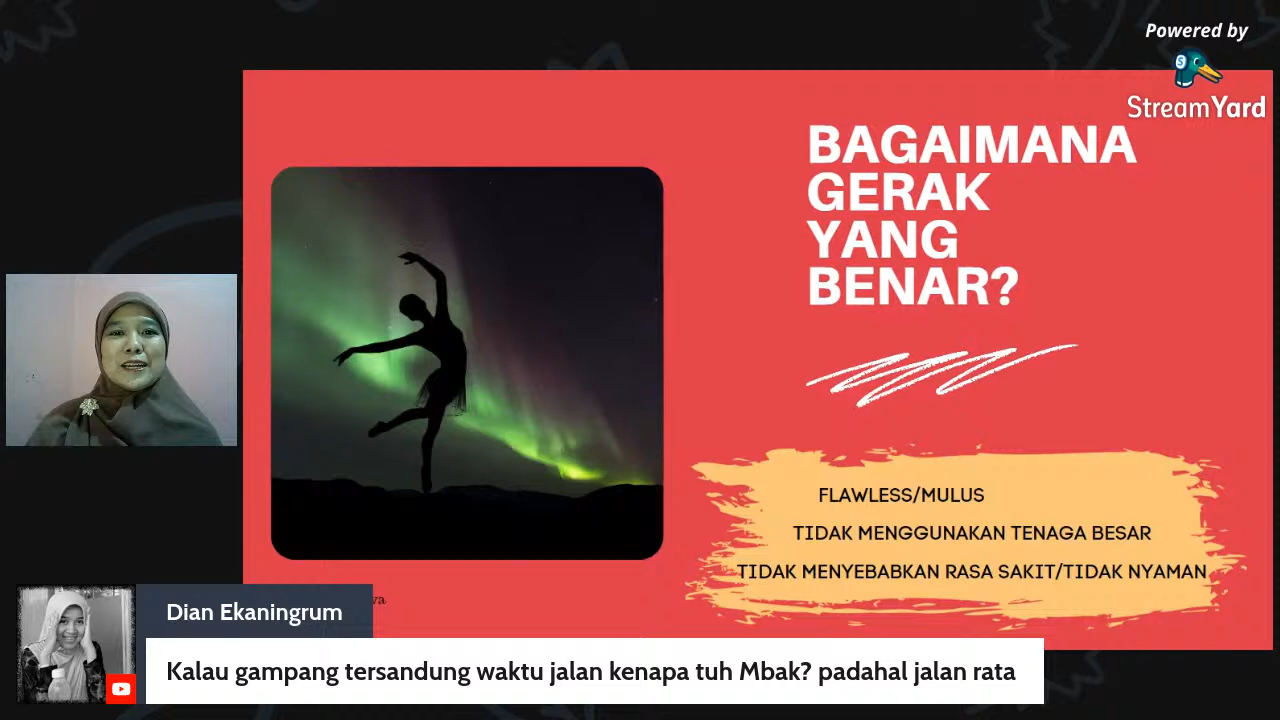 Powered by
StreamYard
BAGAIMANA
GERAK
YANG
BENAR?
FLAWLESS/MULUS
TIDAK MENGGUNAKAN TENAGA BESAR
TIDAK MENYEBABKAN RASA SAKIT/TIDAK NYAMAN
Dian Ekaningrum
Kalau gampang tersandung waktu jalan kenapa tuh Mbak? padahal jalan rata